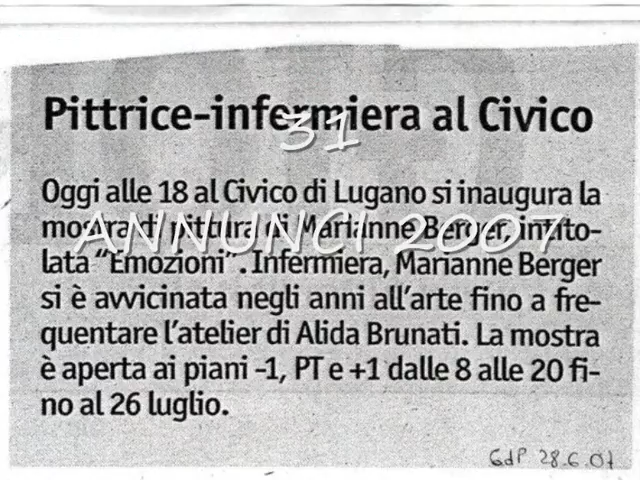 Pittrice-infermiera al Civico
31
Oggi alle 18 al Civico di Lugano si inaugura la
mostra di pittura di Marianne Berger, intito-
ANNUNCI 2007
lata “Emozioni”. Infermiera, Marianne Berger
si è avvicinata negli anni all’arte fino a fre-
quentare l’atelier di Alida Brunati. La mostra
è aperta ai piani -1, PT e +1 dalle 8 alle 20 fi-
no al 26 luglio.
GdP 28.6.07